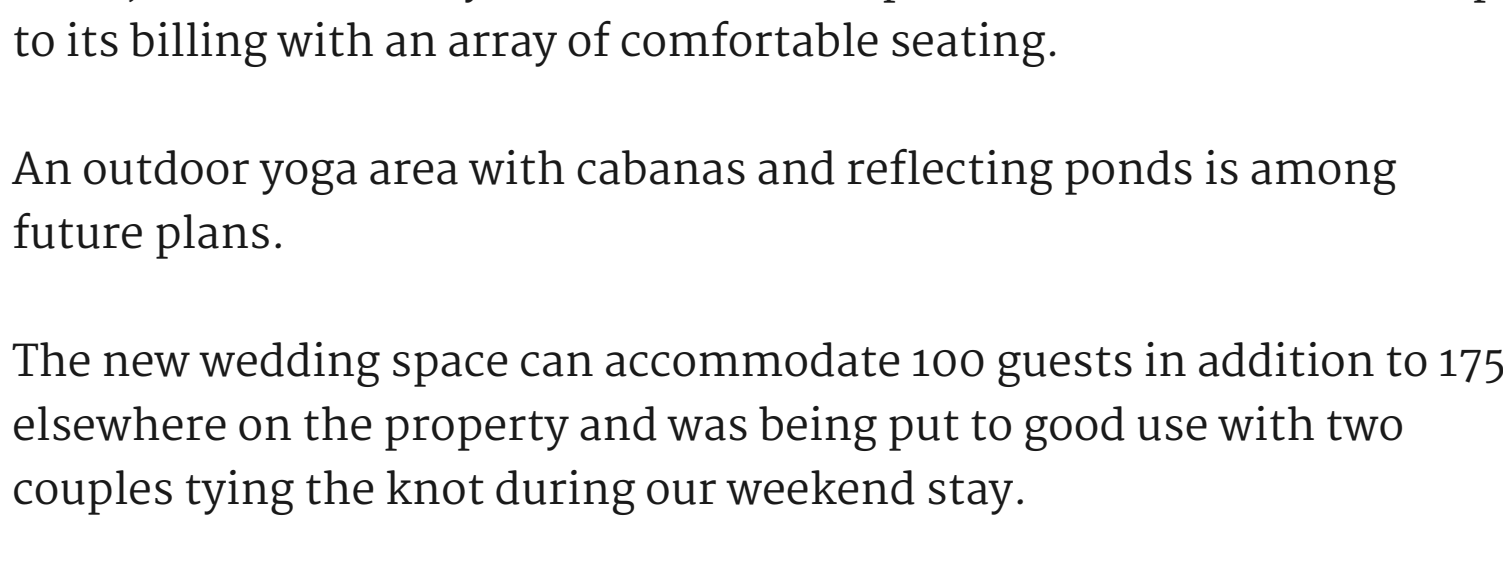 to its billing with an array of comfortable seating.
An outdoor yoga area with cabanas and reflecting ponds is among
future plans.
The new wedding space can accommodate 100 guests in addition to 175
elsewhere on the property and was being put to good use with two
couples tying the knot during our weekend stay.